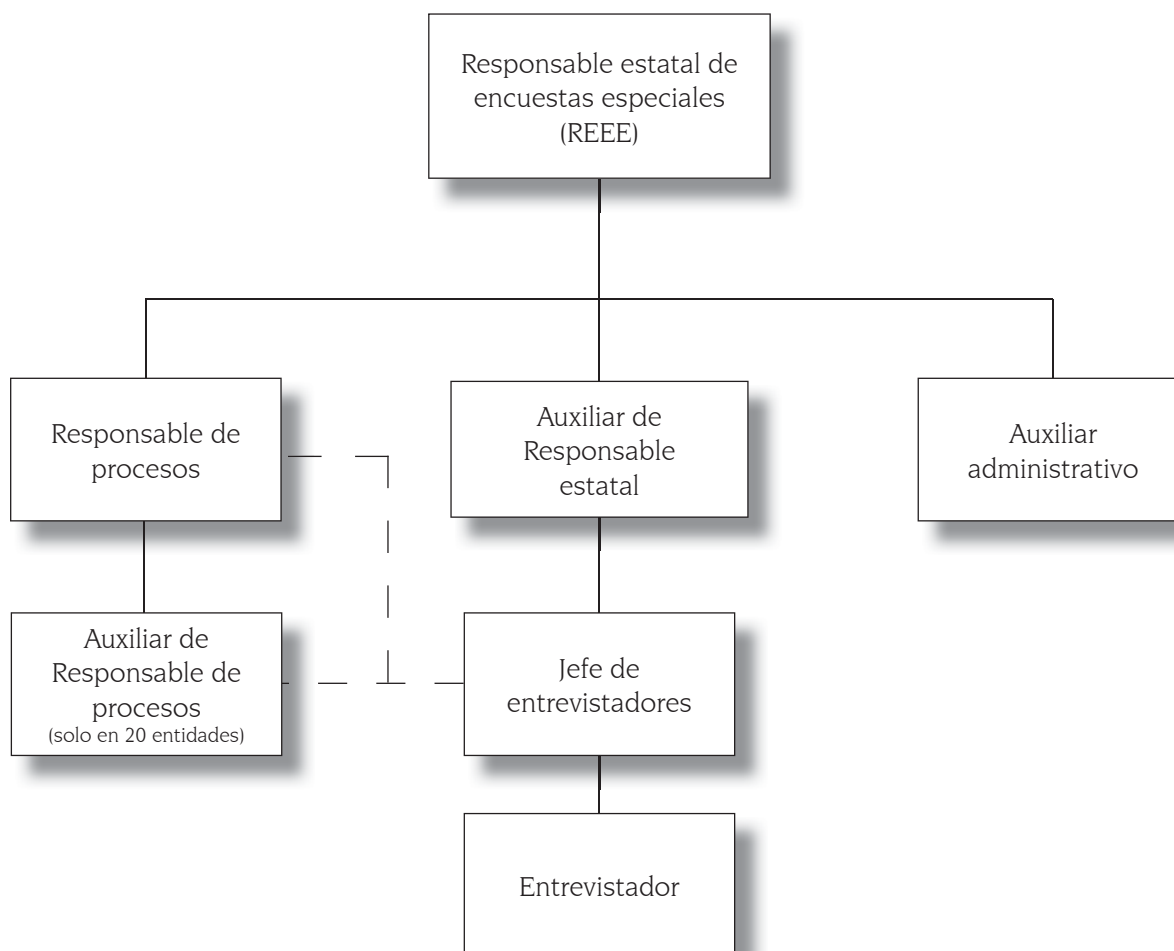 Responsable estatal de
encuestas especiales
(REEE)
Responsable de
procesos
Auxiliar de
Responsable
estatal
Auxiliar
administrativo
Auxiliar de
Responsable de
procesos
(solo en 20 entidades)
Jefe de
entrevistadores
Entrevistador